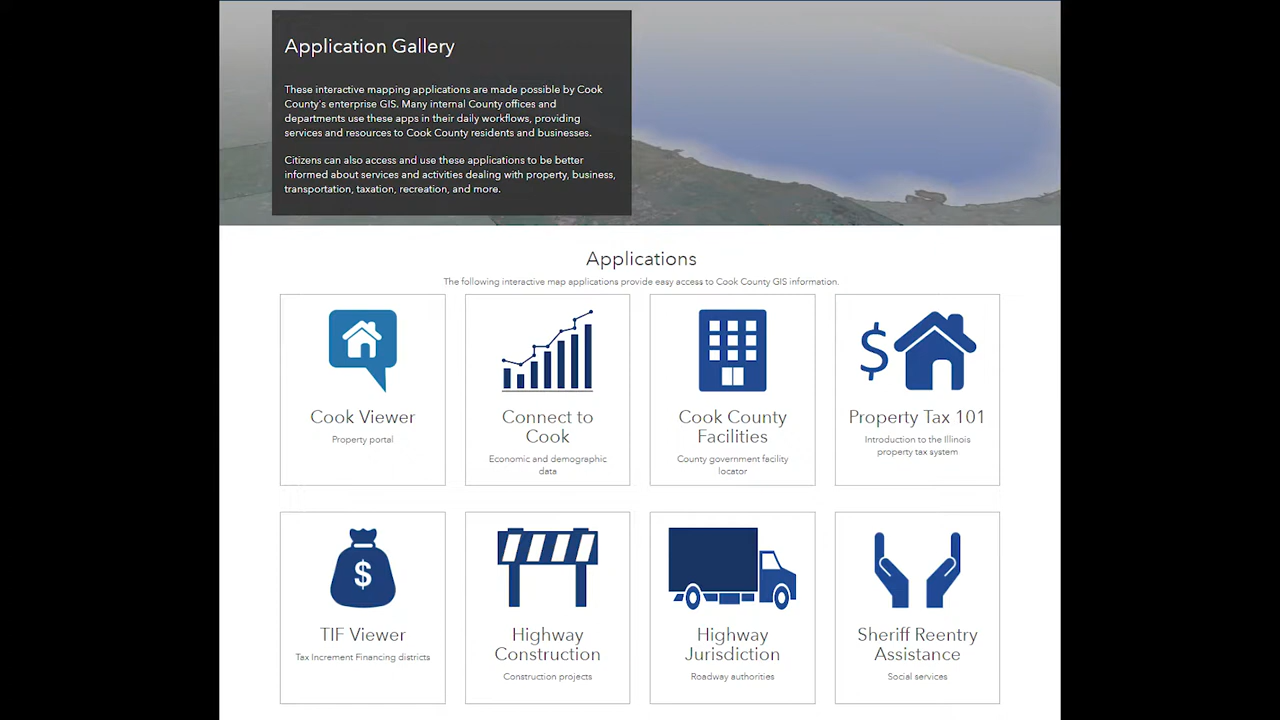 Application Gallery
These interactive mapping applications are made possible by Cook
County's enterprise GIS. Many internal County offices and
departments use these apps in their daily workflows, providing
services and resources to Cook County residents and businesses.
Citizens can also access and use these applications to be better
informed about services and activities dealing with property, business,
transportation, taxation, recreation, and more.
Applications
The following interactive map applications provide easy access to Cook County GIS information.
Cook Viewer
Property portal
Connect to
Cook
Economic and demographic
data
Cook County
Facilities
County government facility
locator
$
Property Tax 101
Introduction to the Illinois
property tax system
$
TIF Viewer
Tax Increment Financing districts
Highway
Construction
Construction projects
Highway
Jurisdiction
Roadway authorities
Sheriff Reentry
Assistance
Social services